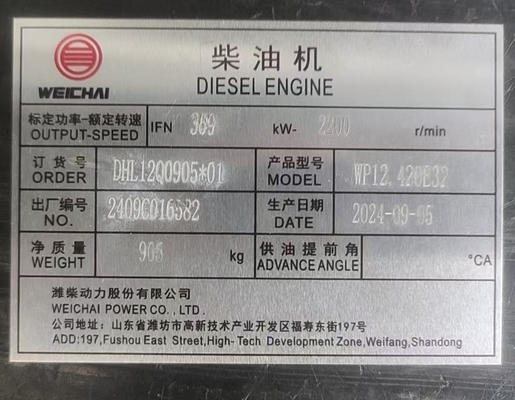 WEICHAI
柴油机
DIESEL ENGINE
标定功率-额定转速 IFN 309 kW- 2200 r/min
OUTPUT-SPEED
订货号 DHL12Q0905*01 产品型号 WP12.420E32
ORDER MODEL
出厂编号 2409C016582 生产日期 2024-09-05
NO. DATE
净质量 905 kg 供油提前角 °CA
WEIGHT ADVANCE ANGLE
潍柴动力股份有限公司
WEICHAI POWER CO., LTD.
公司地址：山东省潍坊市高新技术产业开发区福寿东街197号
ADD:197,Fushou East Street,High- Tech Development Zone,Weifang,Shandong